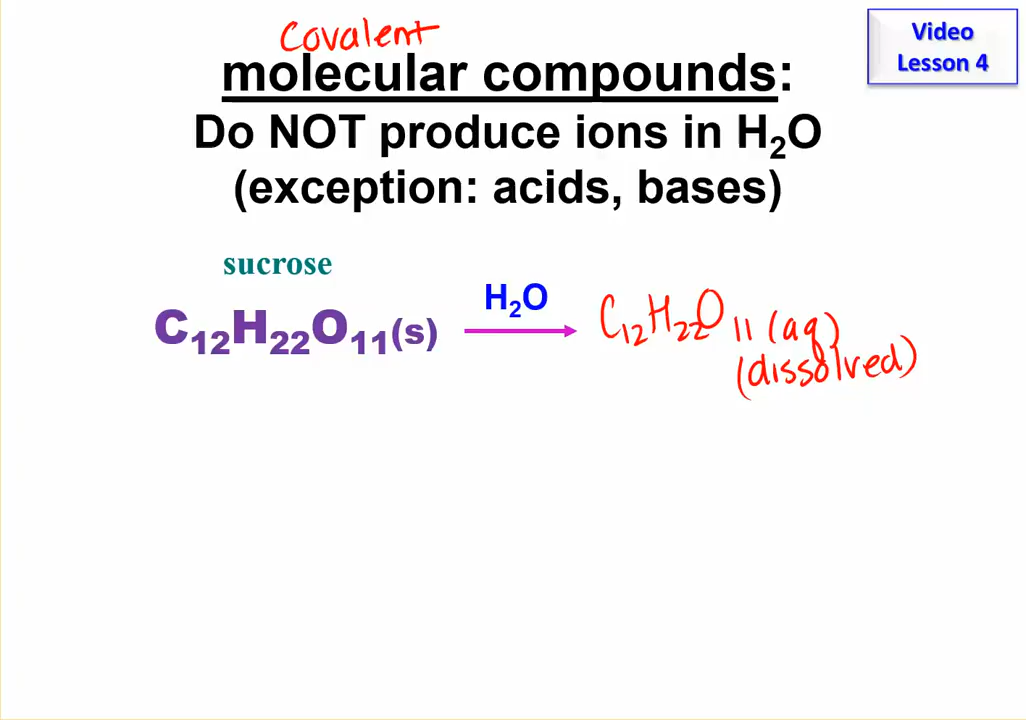 Covalent
Video
Lesson 4
molecular compounds:
Do NOT produce ions in H₂O
(exception: acids, bases)
sucrose
H₂O
C₁₂H₂₂O₁₁(s) → C₁₂H₂₂O₁₁(aq)
(dissolved)